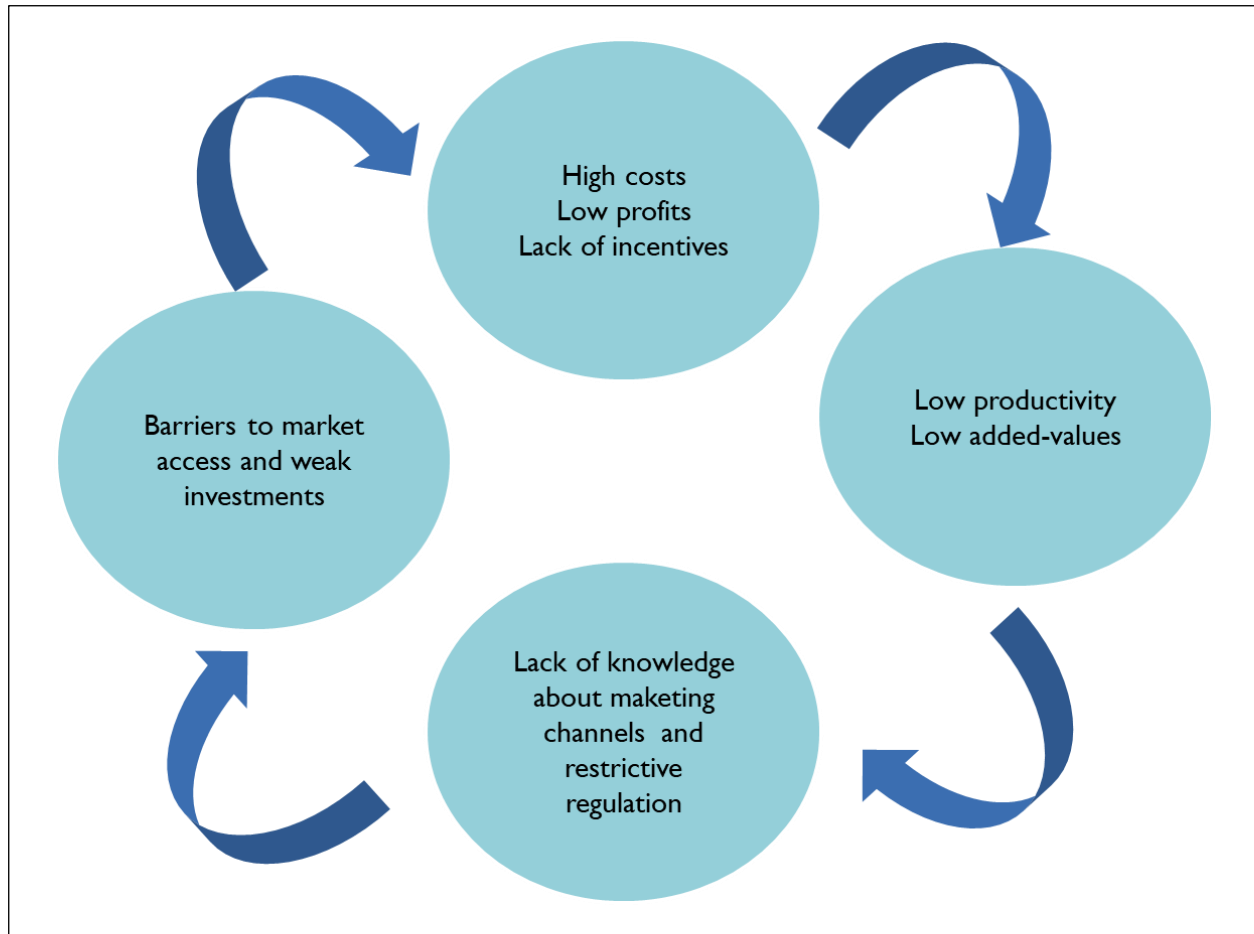 High costs
Low profits
Lack of incentives
Low productivity
Low added-values
Lack of knowledge
about maketing
channels and
restrictive
regulation
Barriers to market
access and weak
investments